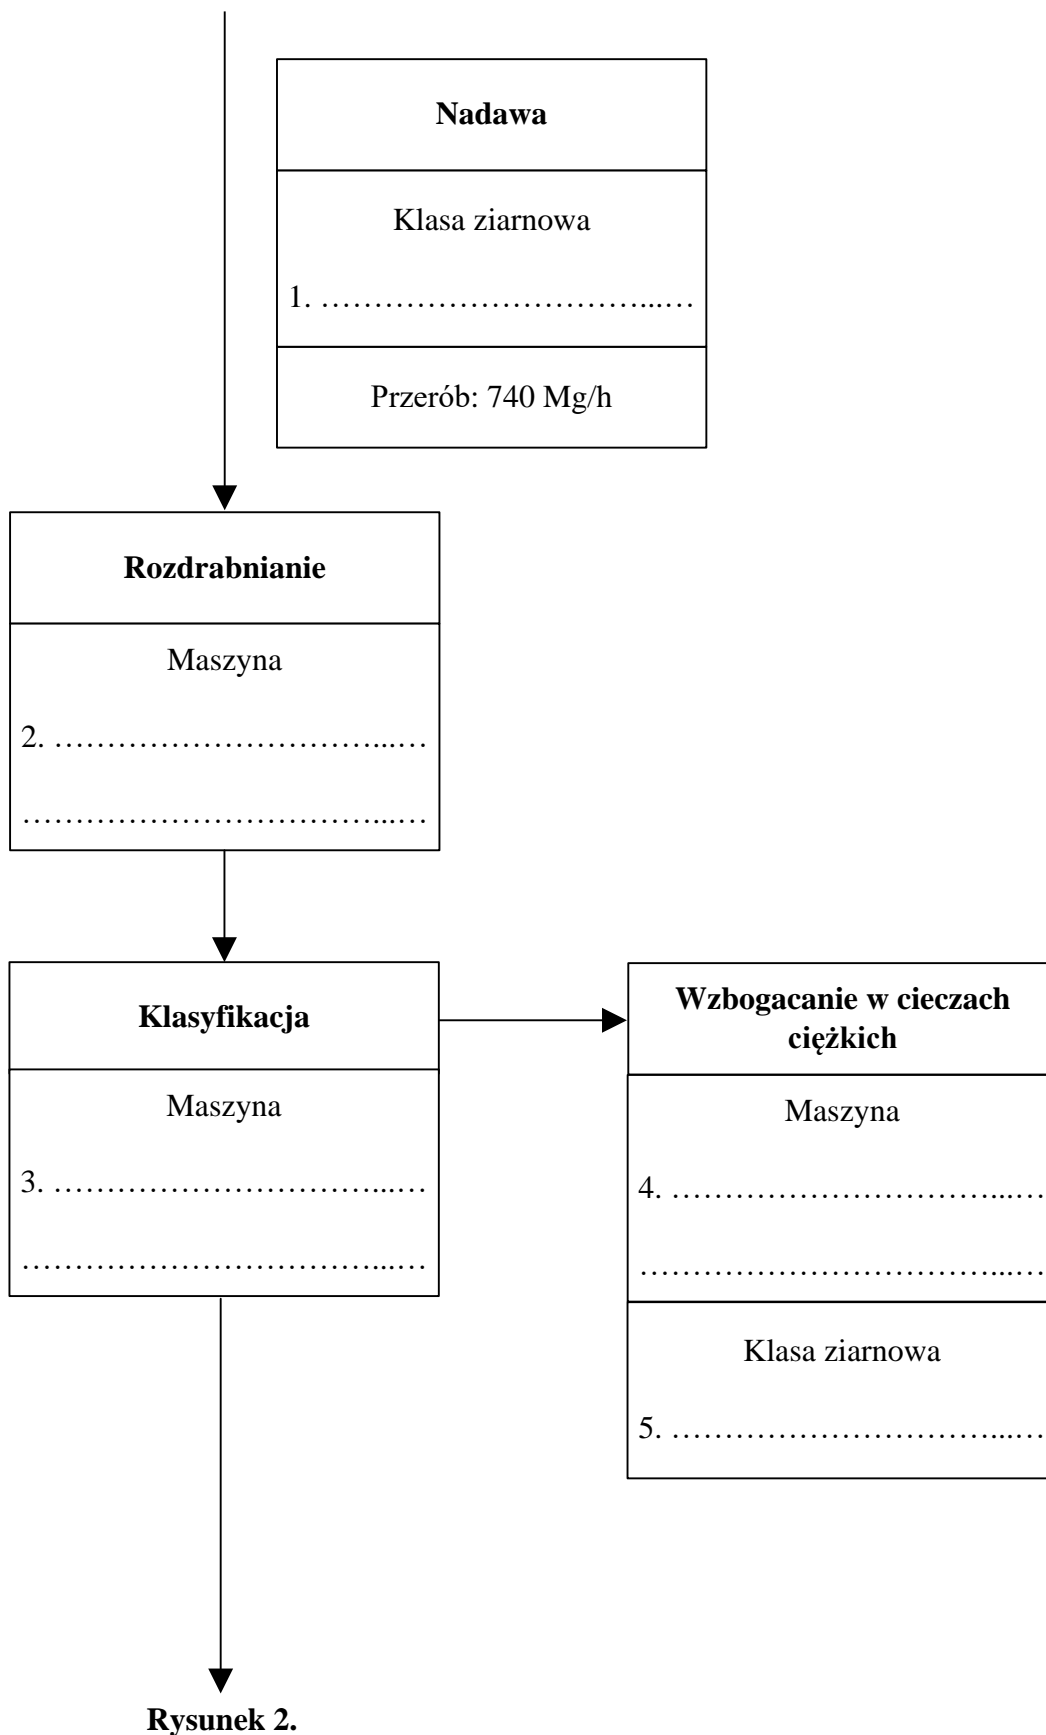 Nadawa
Klasa ziarnowa
1. …………………………...…
Przerób: 740 Mg/h
Rozdrabnianie
Maszyna
2. …………………………...…
……………………………...…
Klasyfikacja
Maszyna
3. …………………………...…
……………………………...…
Wzbogacanie w cieczach
ciężkich
Maszyna
4. …………………………...…
……………………………...…
Klasa ziarnowa
5. …………………………...…
Rysunek 2.